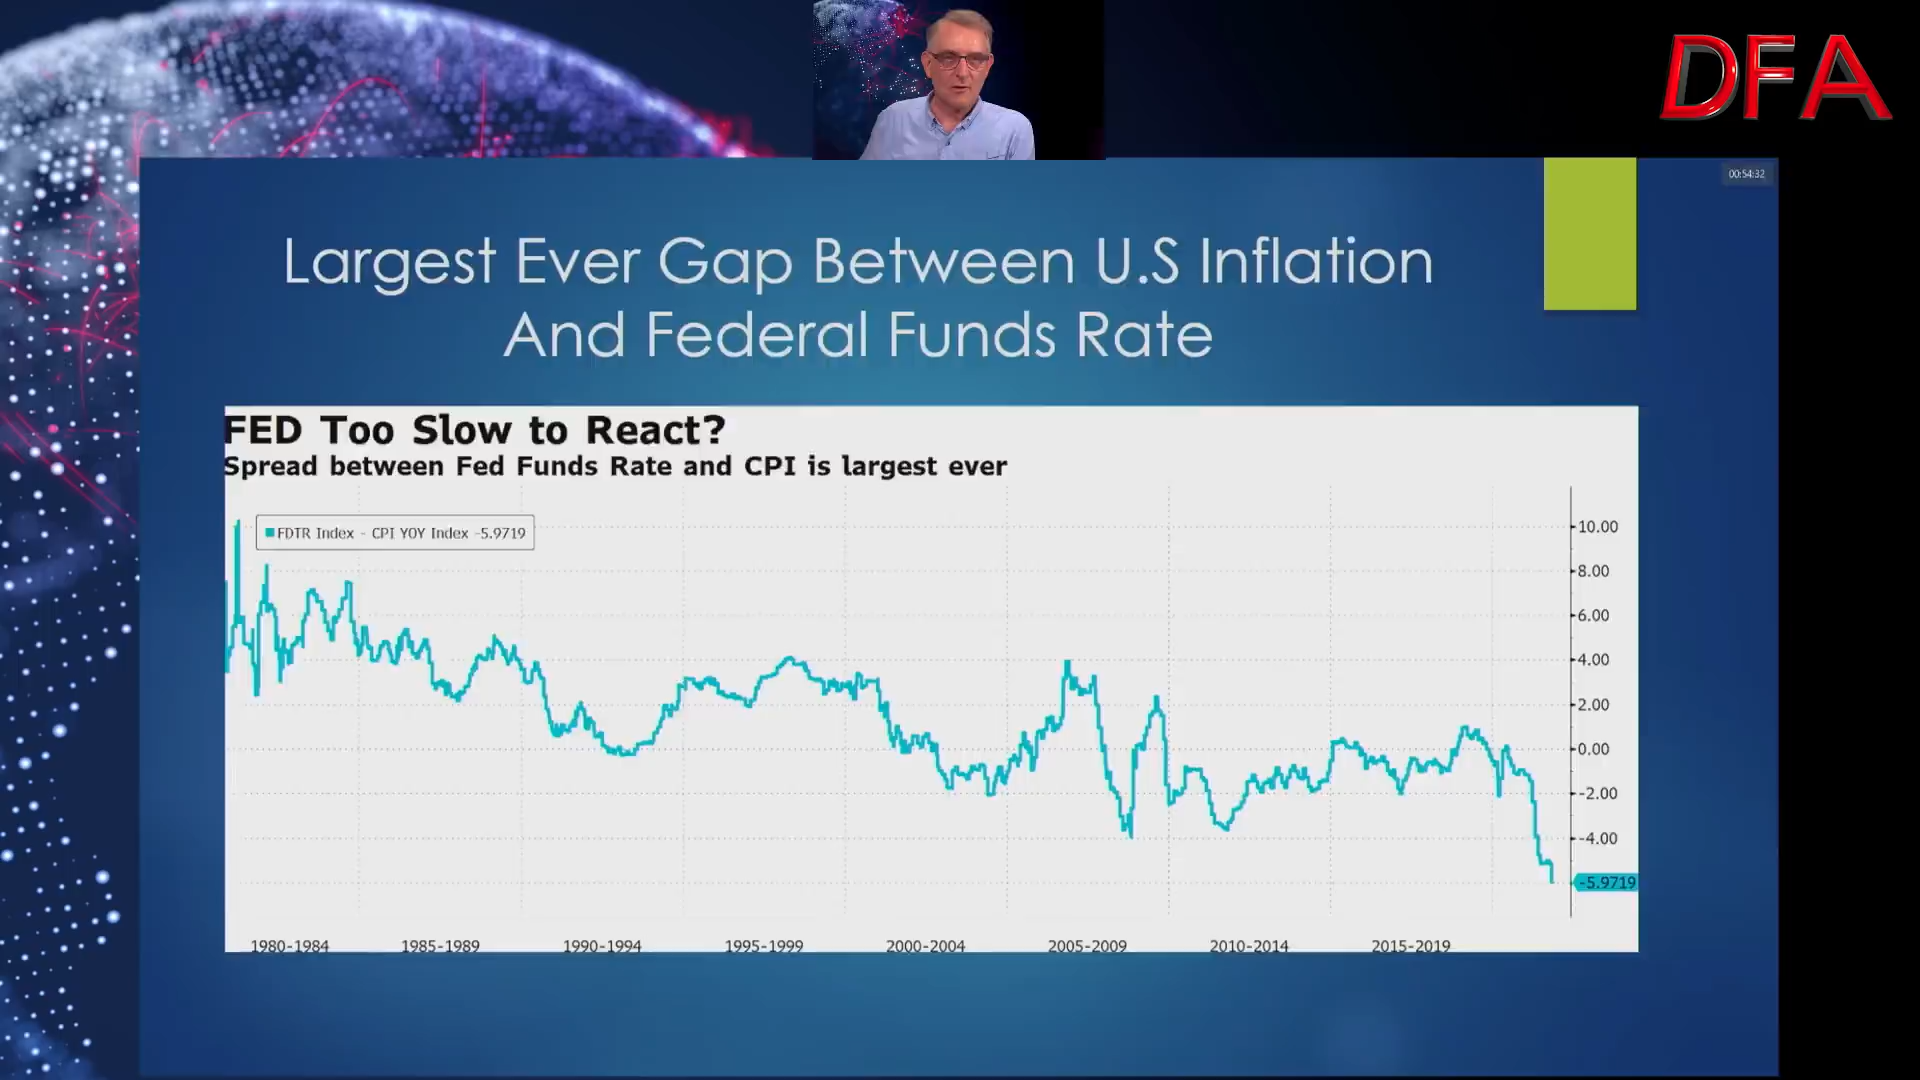 DFA
00:54:32
Largest Ever Gap Between U.S Inflation
And Federal Funds Rate
FED Too Slow to React?
Spread between Fed Funds Rate and CPI is largest ever
FDTR Index - CPI YOY Index -5.9719
10.00
8.00
6.00
4.00
2.00
0.00
-2.00
-4.00
-5.9719
1980-1984 1985-1989 1990-1994 1995-1999 2000-2004 2005-2009 2010-2014 2015-2019